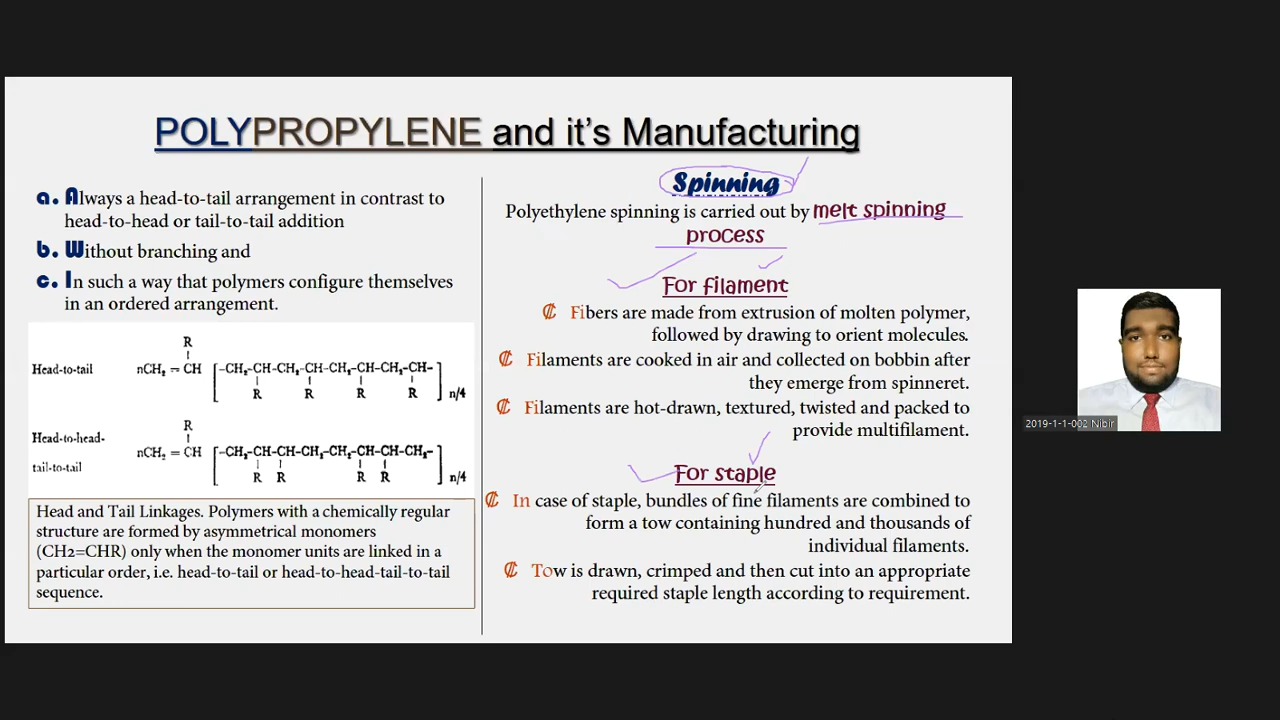 POLYPROPYLENE and it's Manufacturing
a. Always a head-to-tail arrangement in contrast to
head-to-head or tail-to-tail addition
b. Without branching and
c. In such a way that polymers configure themselves
in an ordered arrangement.
R
Head-to-tail nCH₂ = CH [-CH₂-CH-CH₂-CH-CH₂-CH-CH₂-CH-] n/4
R R R R
R
Head-to-head- nCH₂ = CH [-CH₂-CH-CH-CH₂-CH₂-CH-CH-CH₂-] n/4
tail-to-tail
R R R R
Head and Tail Linkages. Polymers with a chemically regular
structure are formed by asymmetrical monomers
(CH2=CHR) only when the monomer units are linked in a
particular order, i.e. head-to-tail or head-to-head-tail-to-tail
sequence.
Spinning
Polyethylene spinning is carried out by melt spinning
process
For filament
₡ Fibers are made from extrusion of molten polymer,
followed by drawing to orient molecules.
₡ Filaments are cooked in air and collected on bobbin after
they emerge from spinneret.
₡ Filaments are hot-drawn, textured, twisted and packed to
provide multifilament.
For staple
₡ In case of staple, bundles of fine filaments are combined to
form a tow containing hundred and thousands of
individual filaments.
₡ Tow is drawn, crimped and then cut into an appropriate
required staple length according to requirement.
2019-1-1-002 Nibir